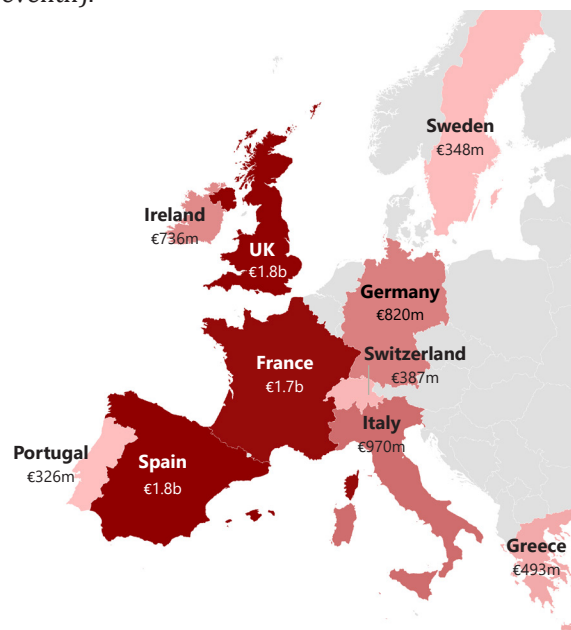 Sweden
€348m
Ireland
€736m
UK
€1.8b
Germany
€820m
Switzerland
€387m
France
€1.7b
Italy
€970m
Portugal
€326m
Spain
€1.8b
Greece
€493m